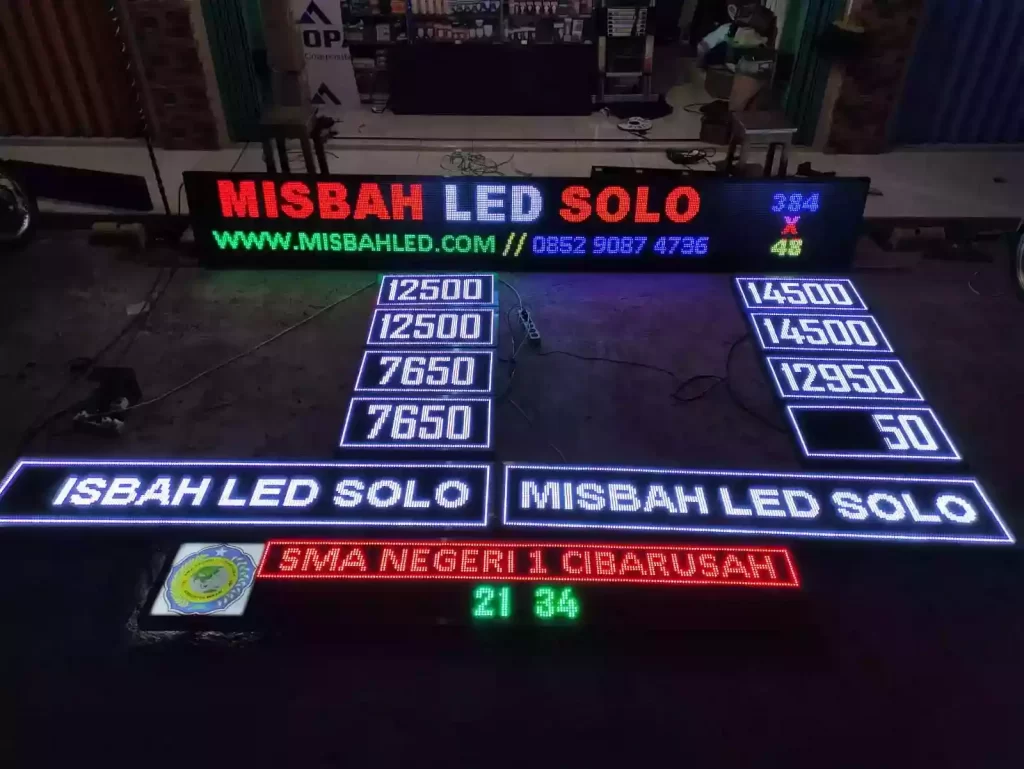 OP
MISBAH LED SOLO
384
X
48
WWW.MISBAHLED.COM // 0852 9087 4736
12500
14500
12500
14500
7650
12950
7650
50
ISBAH LED SOLO
MISBAH LED SOLO
SMA NEGERI 1 CIBARUSAH
21 34